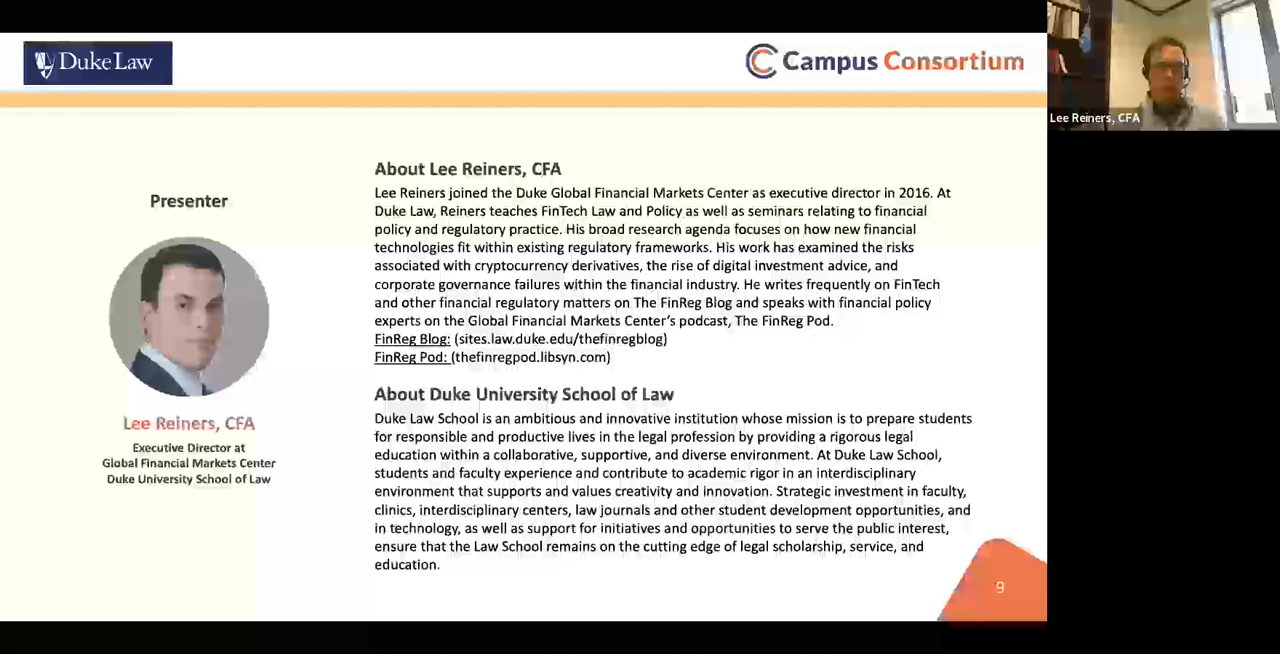 Duke Law
Campus Consortium
Lee Reiners, CFA
Presenter
Lee Reiners, CFA
Executive Director at
Global Financial Markets Center
Duke University School of Law
About Lee Reiners, CFA
Lee Reiners joined the Duke Global Financial Markets Center as executive director in 2016. At
Duke Law, Reiners teaches FinTech Law and Policy as well as seminars relating to financial
policy and regulatory practice. His broad research agenda focuses on how new financial
technologies fit within existing regulatory frameworks. His work has examined the risks
associated with cryptocurrency derivatives, the rise of digital investment advice, and
corporate governance failures within the financial industry. He writes frequently on FinTech
and other financial regulatory matters on The FinReg Blog and speaks with financial policy
experts on the Global Financial Markets Center's podcast, The FinReg Pod.
FinReg Blog: (sites.law.duke.edu/thefinregblog)
FinReg Pod: (thefinregpod.libsyn.com)
About Duke University School of Law
Duke Law School is an ambitious and innovative institution whose mission is to prepare students
for responsible and productive lives in the legal profession by providing a rigorous legal
education within a collaborative, supportive, and diverse environment. At Duke Law School,
students and faculty experience and contribute to academic rigor in an interdisciplinary
environment that supports and values creativity and innovation. Strategic investment in faculty,
clinics, interdisciplinary centers, law journals and other student development opportunities, and
in technology, as well as support for initiatives and opportunities to serve the public interest,
ensure that the Law School remains on the cutting edge of legal scholarship, service, and
education.
9